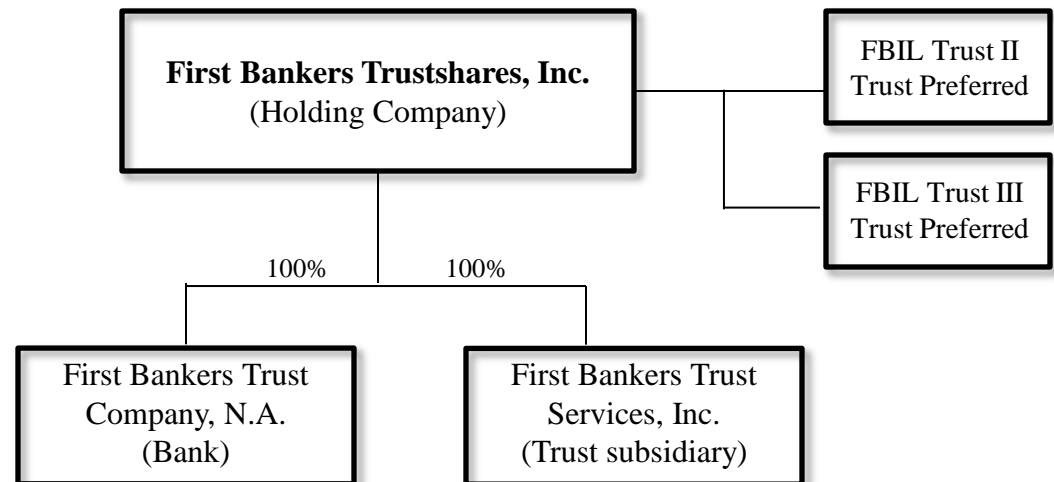 First Bankers Trustshares, Inc.
(Holding Company)
FBIL Trust II
Trust Preferred
FBIL Trust III
Trust Preferred
100%
100%
First Bankers Trust
Company, N.A.
(Bank)
First Bankers Trust
Services, Inc.
(Trust subsidiary)